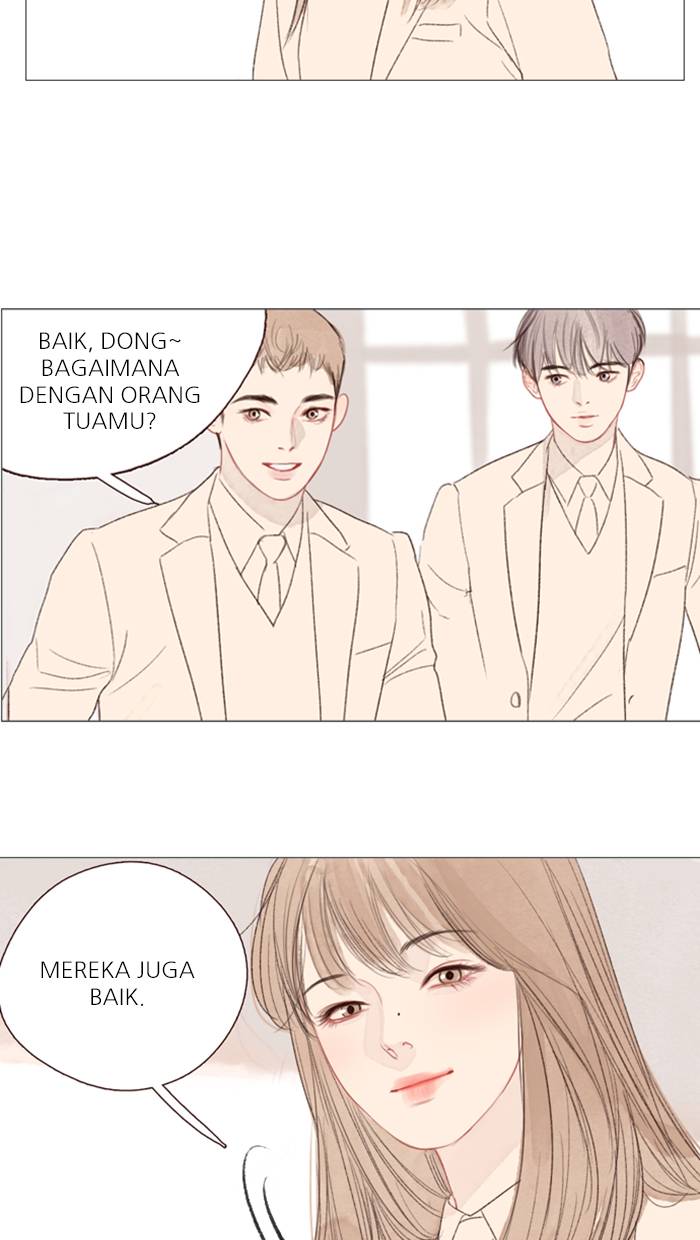 BAIK, DONG~
BAGAIMANA
DENGAN ORANG
TUAMU?
MEREKA JUGA
BAIK.